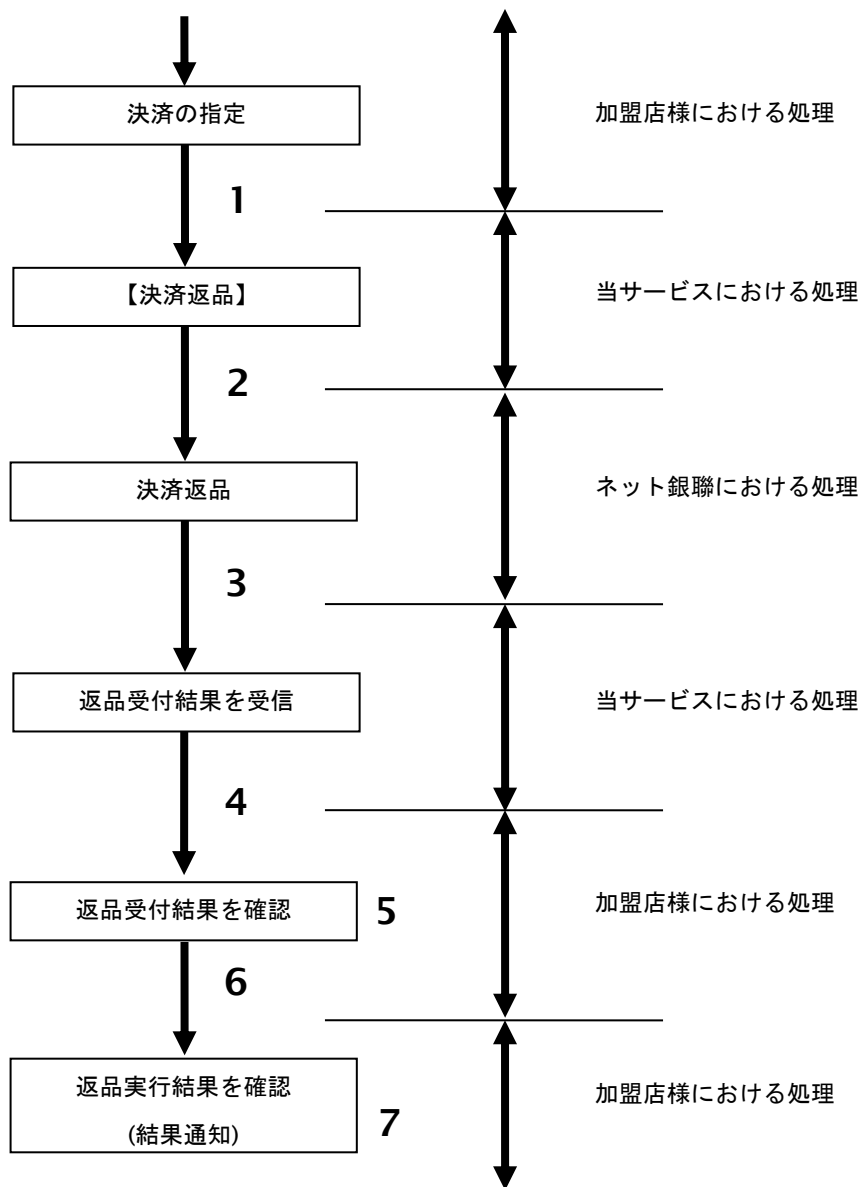 決済の指定
加盟店様における処理
1
【決済返品】
当サービスにおける処理
2
決済返品
ネット銀聯における処理
3
返品受付結果を受信
当サービスにおける処理
4
返品受付結果を確認
5
加盟店様における処理
6
返品実行結果を確認
(結果通知)
7
加盟店様における処理